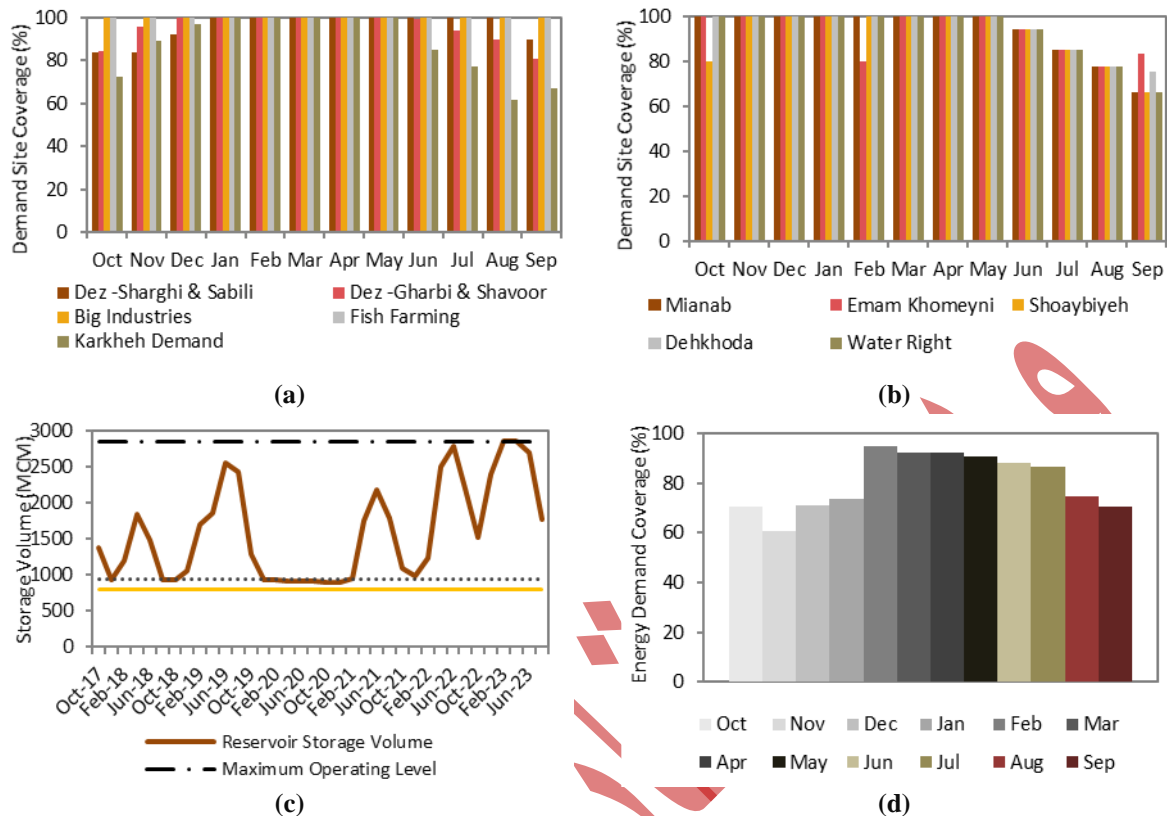 Demand Site Coverage (%)
100
80
60
40
20
0
Oct Nov Dec Jan Feb Mar Apr May Jun Jul Aug Sep
Dez -Sharghi & Sabili Dez -Gharbi & Shavoor
Big Industries Fish Farming
Karkheh Demand
(a)
Demand Site Coverage (%)
100
80
60
40
20
0
Oct Nov Dec Jan Feb Mar Apr May Jun Jul Aug Sep
Mianab Emam Khomeyni Shoaybiyeh
Dehkhoda Water Right
(b)
Storage Volume (MCM)
3000
2500
2000
1500
1000
500
0
Oct-17 Feb-18 Jun-18 Oct-18 Feb-19 Jun-19 Oct-19 Feb-20 Jun-20 Oct-20 Feb-21 Jun-21 Oct-21 Feb-22 Jun-22 Oct-22 Feb-23 Jun-23
Reservoir Storage Volume
Maximum Operating Level
(c)
Energy Demand Coverage (%)
100
80
60
40
20
0
Oct Nov Dec Jan Feb Mar
Apr May Jun Jul Aug Sep
(d)